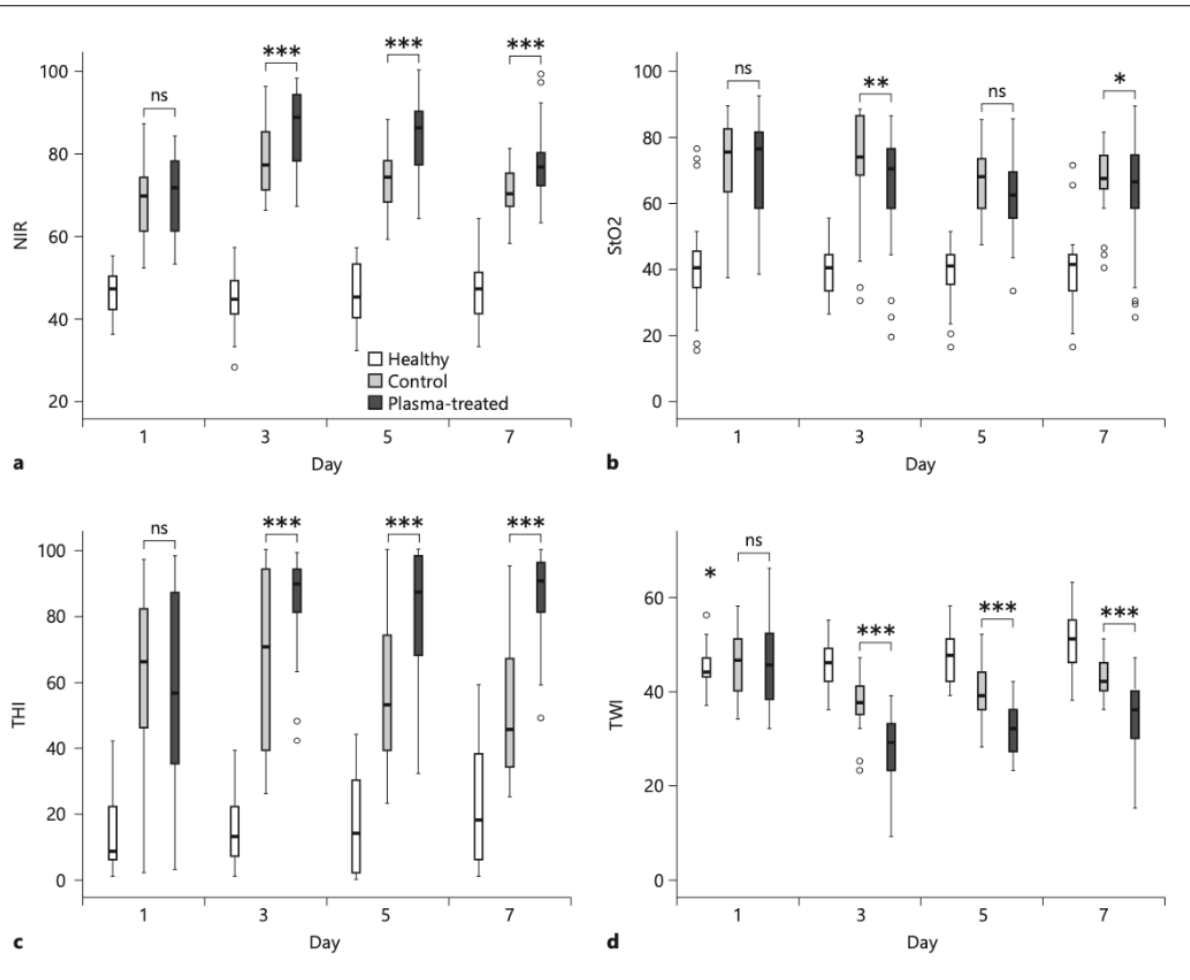 *** *** ***
ns
100
80
60
40
20
NIR
Healthy
Control
Plasma-treated
1 3 5 7
a
Day
ns ** ns *
100
80
60
40
20
0
StO2
1 3 5 7
b
Day
ns *** *** ***
100
80
60
40
20
0
THI
1 3 5 7
c
Day
ns
*
*** *** ***
60
40
20
0
TWI
1 3 5 7
d
Day